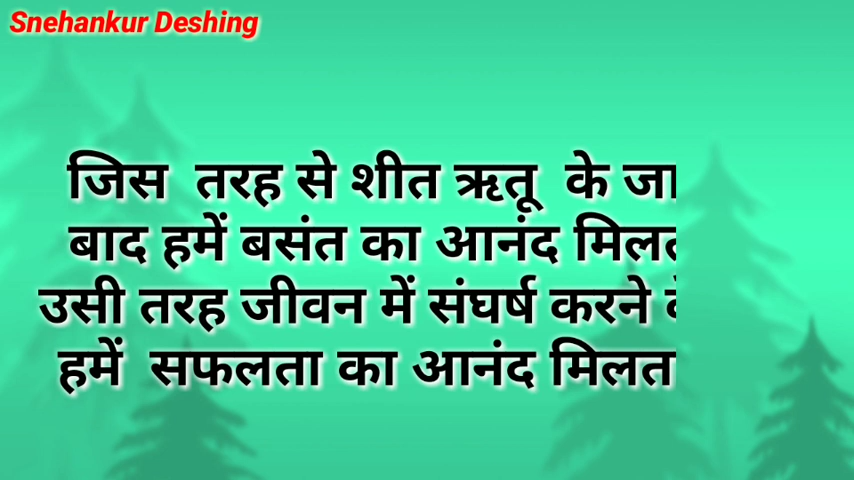 Snehankur Deshing
जिस तरह से शीत ऋतू के
बाद हमें बसंत का आनंद
उसी तरह जीवन में संघर्ष करने
हमें सफलता का आनंद मिलता